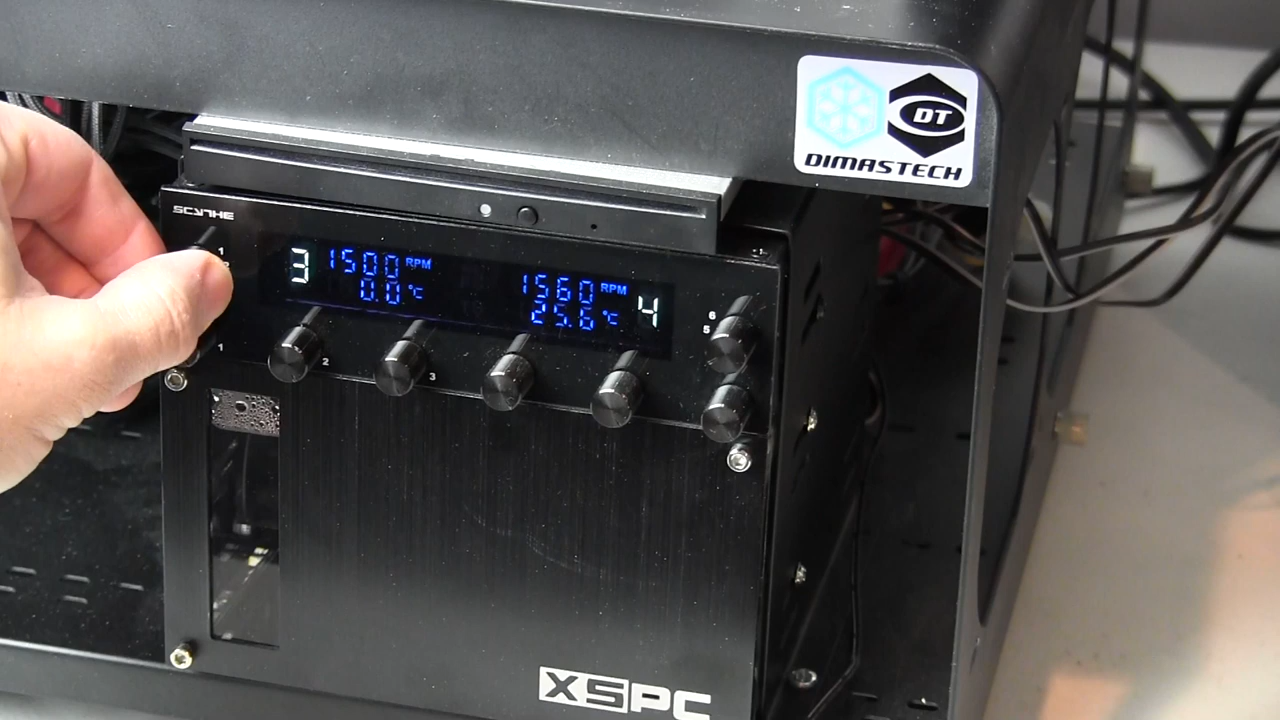 DT
DIMASTECH
SCYTHE
1
3 1500 RPM 1560 RPM 4
0.0 °C 25.6 °C
6
5
1 2 3
XSPC